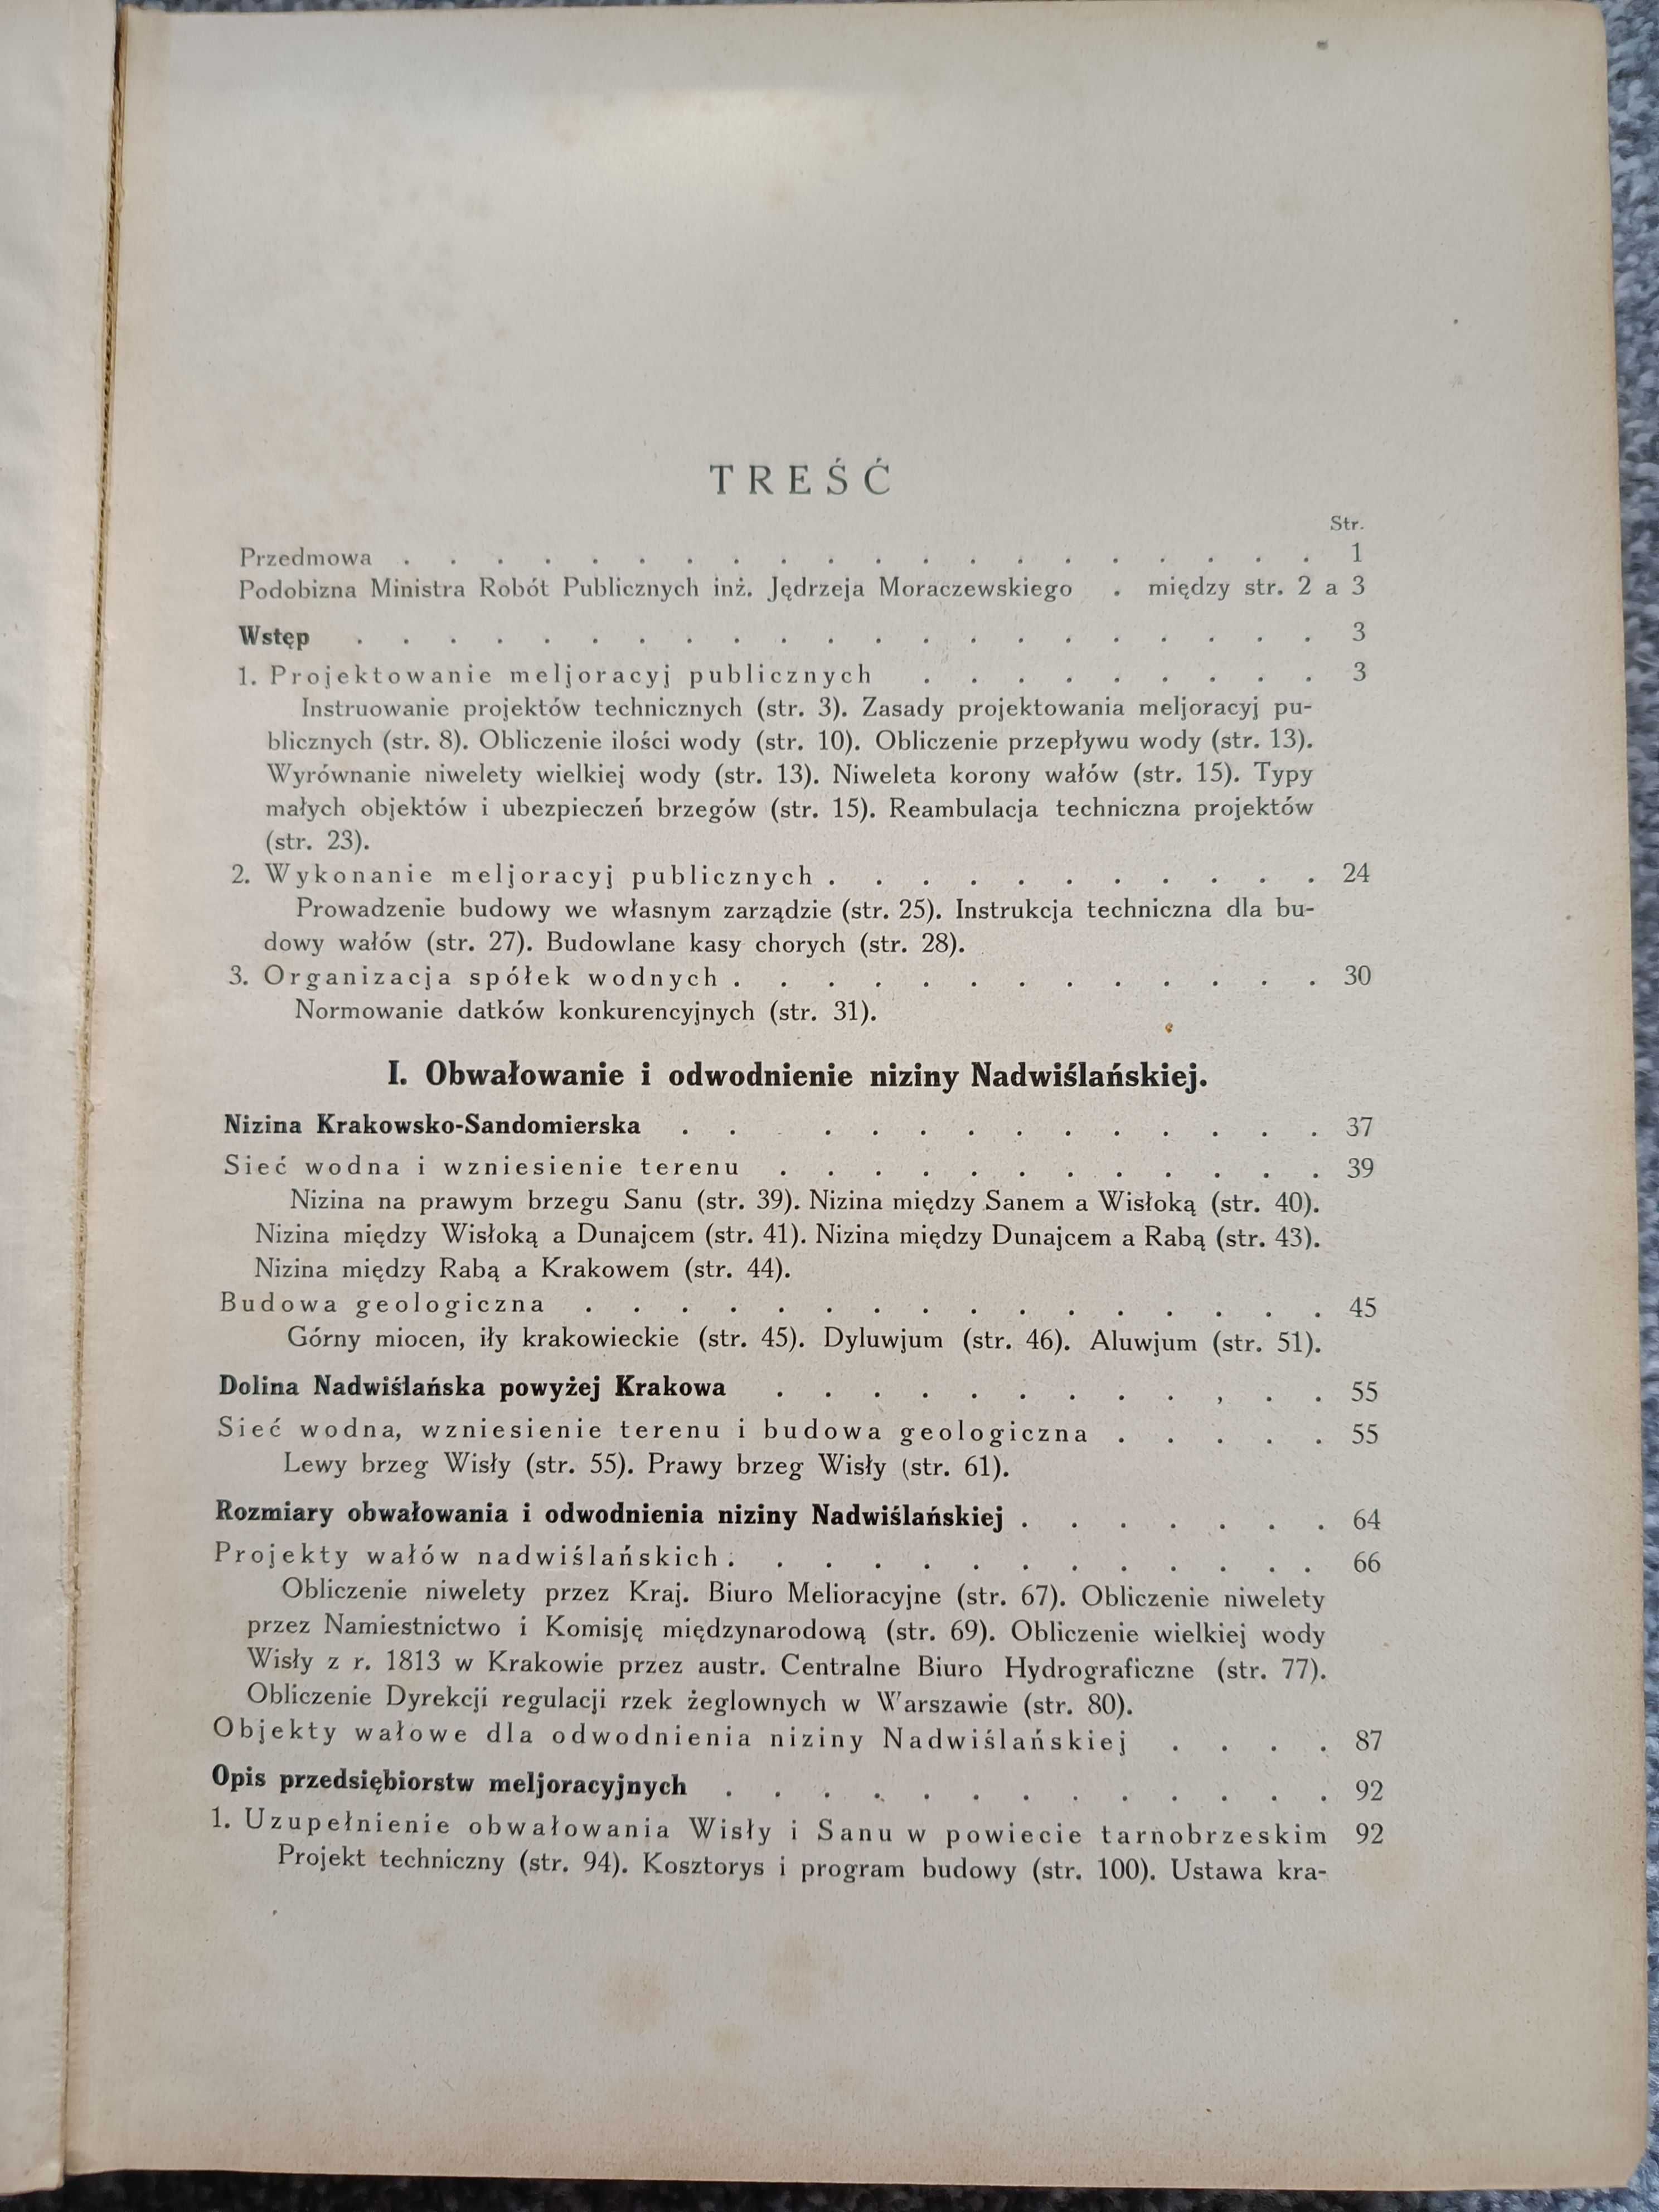 TREŚĆ
Str.
Przedmowa . . . . . . . . . . . . . . . . . . . . 1
Podobizna Ministra Robót Publicznych inż. Jędrzeja Moraczewskiego . między str. 2 a 3
Wstęp . . . . . . . . . . . . . . . . . . . . . 3
1. Projektowanie meljoracyj publicznych . . . . . . . . . 3
Instruowanie projektów technicznych (str. 3). Zasady projektowania meljoracyj pu-
blicznych (str. 8). Obliczenie ilości wody (str. 10). Obliczenie przepływu wody (str. 13).
Wyrównanie niwelety wielkiej wody (str. 13). Niweleta korony wałów (str. 15). Typy
małych objektów i ubezpieczeń brzegów (str. 15). Reambulacja techniczna projektów
(str. 23).
2. Wykonanie meljoracyj publicznych . . . . . . . . . . . 24
Prowadzenie budowy we własnym zarządzie (str. 25). Instrukcja techniczna dla bu-
dowy wałów (str. 27). Budowlane kasy chorych (str. 28).
3. Organizacja spółek wodnych . . . . . . . . . . . . . 30
Normowanie datków konkurencyjnych (str. 31).
I. Obwałowanie i odwodnienie niziny Nadwiślańskiej.
Nizina Krakowsko-Sandomierska . . . . . . . . . . . . . 37
Sieć wodna i wzniesienie terenu . . . . . . . . . . . . 39
Nizina na prawym brzegu Sanu (str. 39). Nizina między Sanem a Wisłoką (str. 40).
Nizina między Wisłoką a Dunajcem (str. 41). Nizina między Dunajcem a Rabą (str. 43).
Nizina między Rabą a Krakowem (str. 44).
Budowa geologiczna . . . . . . . . . . . . . . . . 45
Górny miocen, iły krakowieckie (str. 45). Dyluwjum (str. 46). Aluwjum (str. 51).
Dolina Nadwiślańska powyżej Krakowa . . . . . . . . . , . . 55
Sieć wodna, wzniesienie terenu i budowa geologiczna . . . . . 55
Lewy brzeg Wisły (str. 55). Prawy brzeg Wisły (str. 61).
Rozmiary obwałowania i odwodnienia niziny Nadwiślańskiej . . . . . . . 64
Projekty wałów nadwiślańskich . . . . . . . . . . . . . 66
Obliczenie niwelety przez Kraj. Biuro Melioracyjne (str. 67). Obliczenie niwelety
przez Namiestnictwo i Komisję międzynarodową (str. 69). Obliczenie wielkiej wody
Wisły z r. 1813 w Krakowie przez austr. Centralne Biuro Hydrograficzne (str. 77).
Obliczenie Dyrekcji regulacji rzek żeglownych w Warszawie (str. 80).
Objekty wałowe dla odwodnienia niziny Nadwiślańskiej . . . . 87
Opis przedsiębiorstw meljoracyjnych . . . . . . . . . . . . . 92
1. Uzupełnienie obwałowania Wisły i Sanu w powiecie tarnobrzeskim 92
Projekt techniczny (str. 94). Kosztorys i program budowy (str. 100). Ustawa kra-